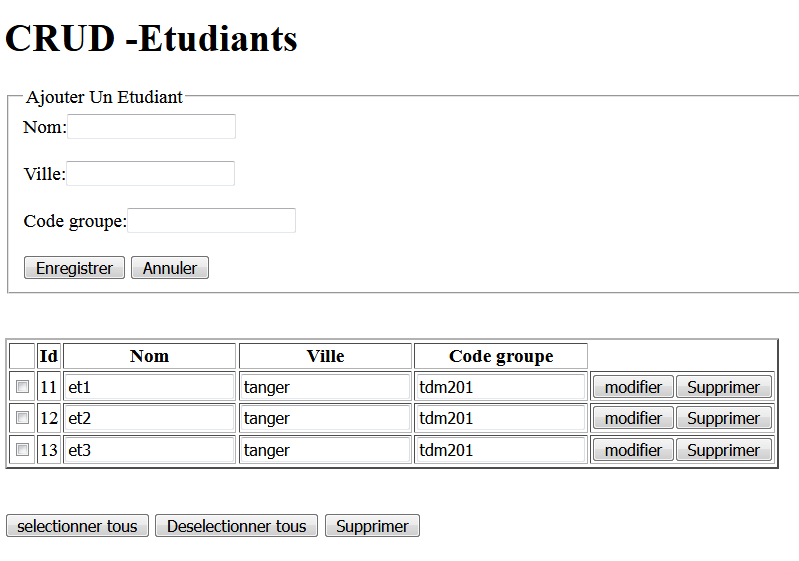 CRUD -Etudiants
Ajouter Un Etudiant
Nom:
Ville:
Code groupe:
Enregistrer Annuler
Id Nom Ville Code groupe
11 et1 tanger tdm201 modifier Supprimer
12 et2 tanger tdm201 modifier Supprimer
13 et3 tanger tdm201 modifier Supprimer
selectionner tous Deselectionner tous Supprimer